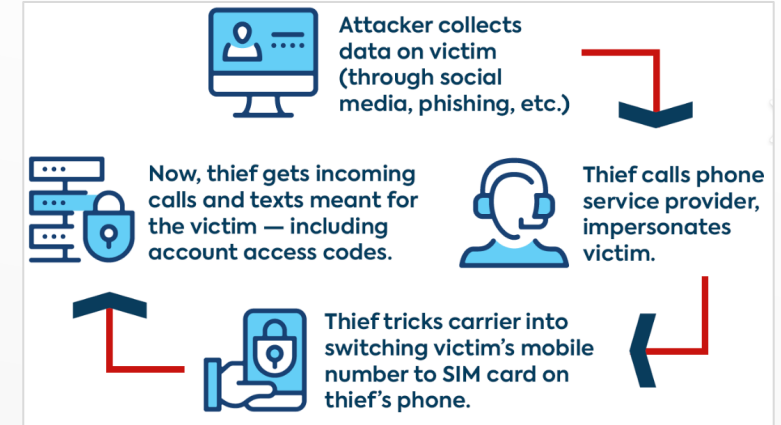 Attacker collects
data on victim
(through social
media, phishing, etc.)
Thief calls phone
service provider,
impersonates
victim.
Thief tricks carrier into
switching victim's mobile
number to SIM card on
thief's phone.
Now, thief gets incoming
calls and texts meant for
the victim — including
account access codes.